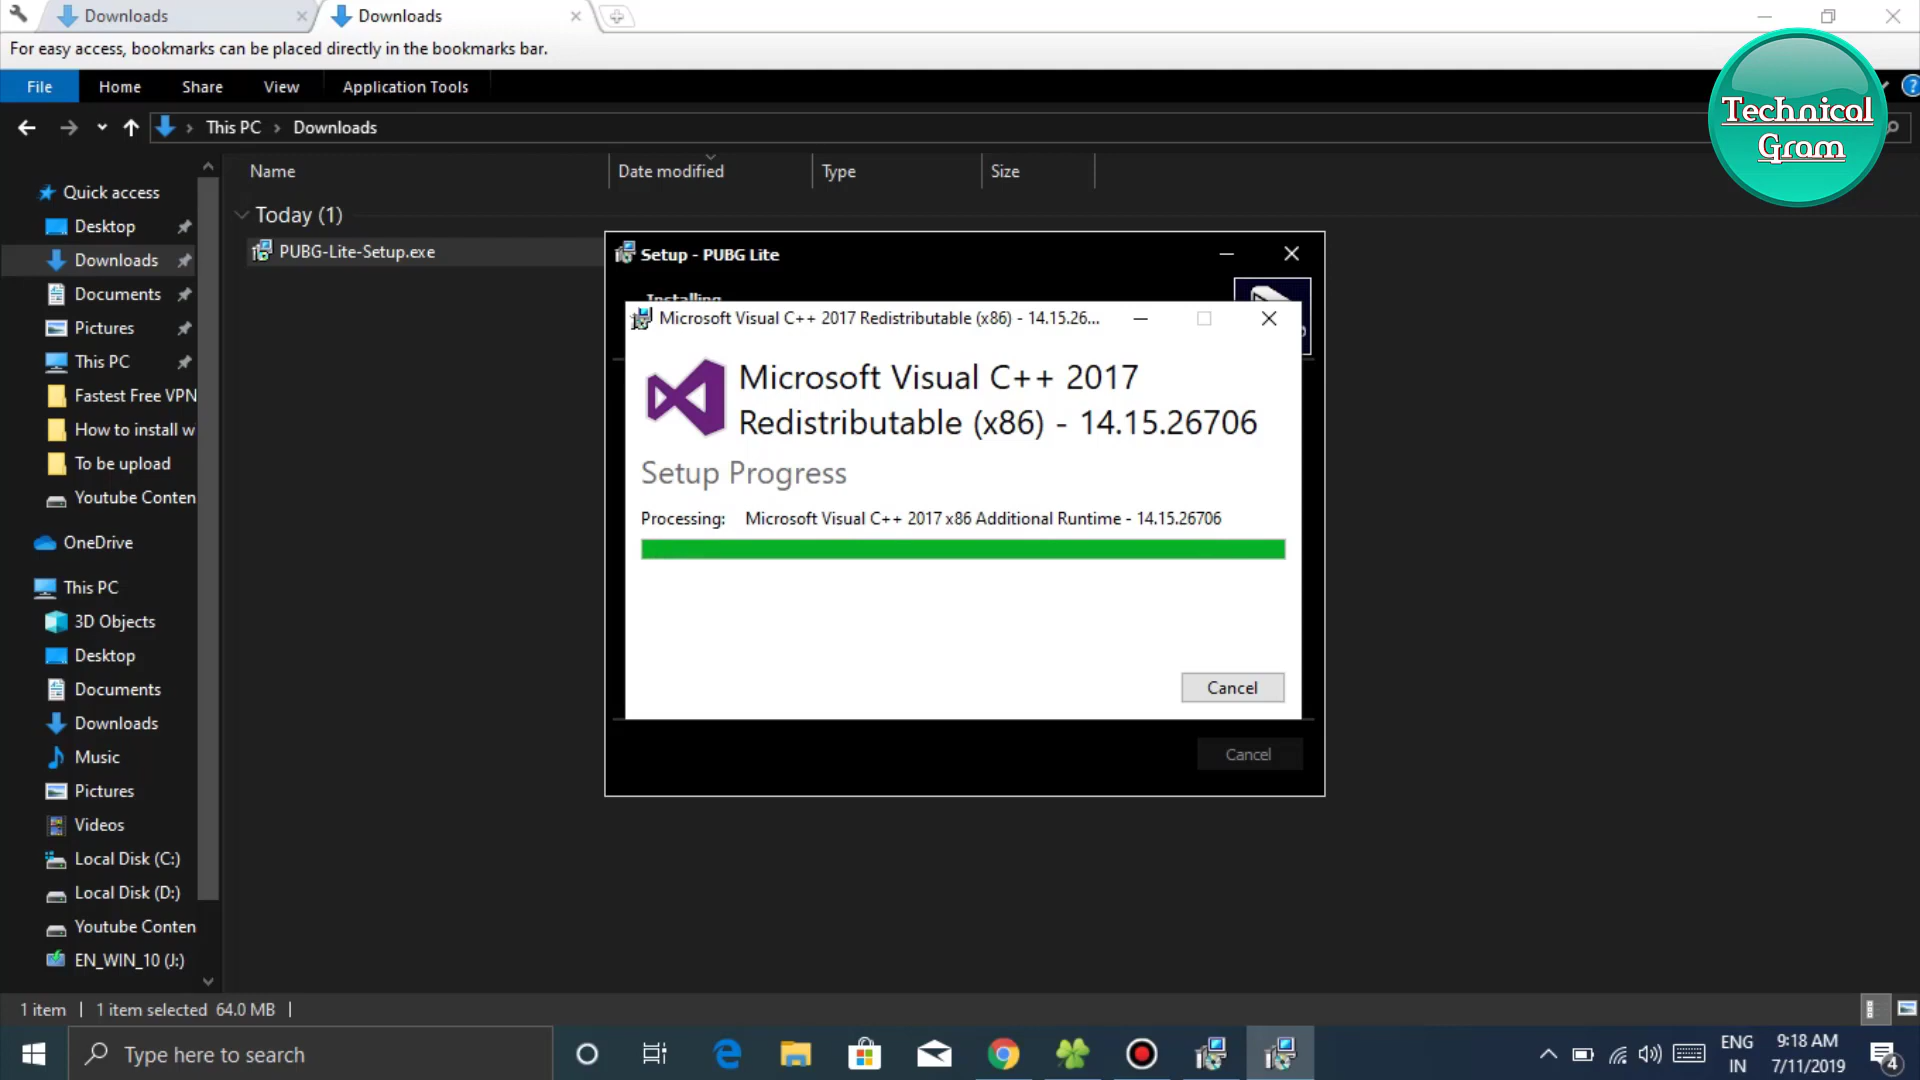 Downloads
Downloads
For easy access, bookmarks can be placed directly in the bookmarks bar.
File Home Share View Application Tools
This PC > Downloads
Technical
Gram
Name Date modified Type Size
Today (1)
PUBG-Lite-Setup.exe
Quick access
Desktop
Downloads
Documents
Pictures
This PC
Fastest Free VPN
How to install w
To be upload
Youtube Conten
OneDrive
This PC
3D Objects
Desktop
Documents
Downloads
Music
Pictures
Videos
Local Disk (C:)
Local Disk (D:)
Youtube Conten
EN_WIN_10 (J:)
Setup - PUBG Lite
Installing
Microsoft Visual C++ 2017 Redistributable (x86) - 14.15.26...
Microsoft Visual C++ 2017
Redistributable (x86) - 14.15.26706
Setup Progress
Processing: Microsoft Visual C++ 2017 x86 Additional Runtime - 14.15.26706
Cancel
Cancel
1 item 1 item selected 64.0 MB
Type here to search
ENG
IN
9:18 AM
7/11/2019
4